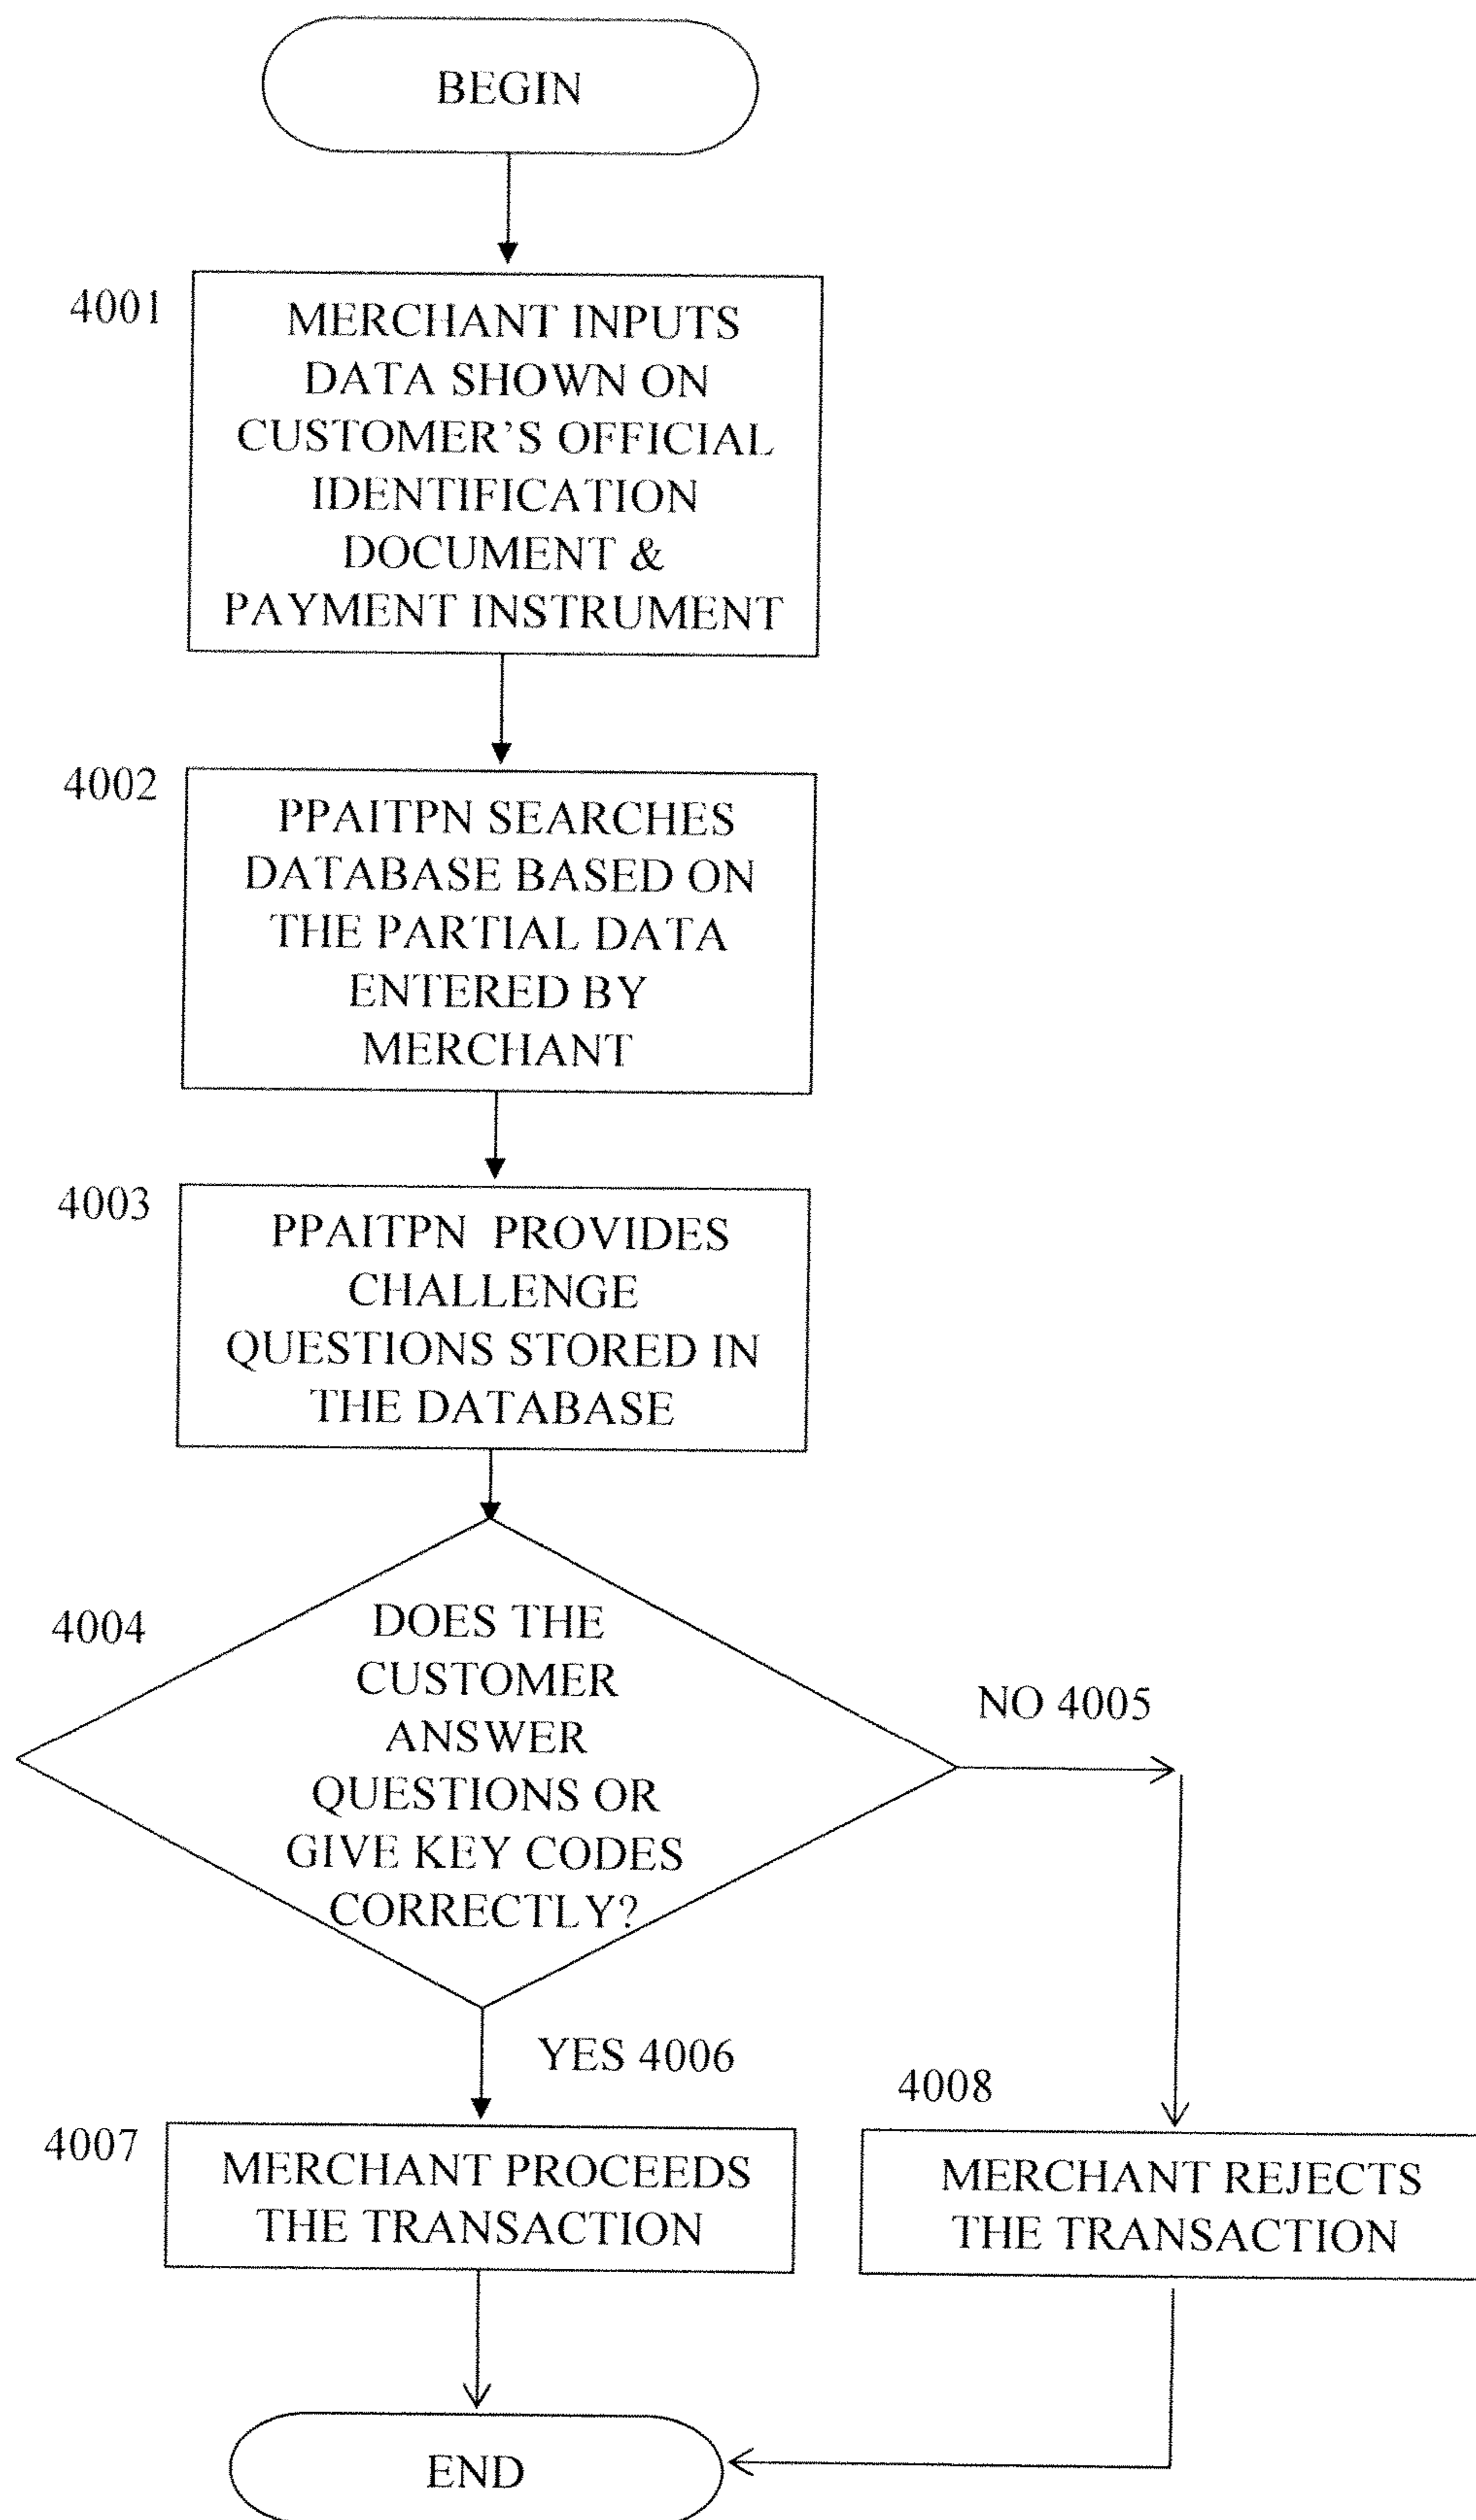 BEGIN
4001
MERCHANT INPUTS
DATA SHOWN ON
CUSTOMER'S OFFICIAL
IDENTIFICATION
DOCUMENT &
PAYMENT INSTRUMENT
4002
PPAITPN SEARCHES
DATABASE BASED ON
THE PARTIAL DATA
ENTERED BY
MERCHANT
4003
PPAITPN PROVIDES
CHALLENGE
QUESTIONS STORED IN
THE DATABASE
4004
DOES THE
CUSTOMER
ANSWER
QUESTIONS OR
GIVE KEY CODES
CORRECTLY?
NO 4005
YES 4006
4007
MERCHANT PROCEEDS
THE TRANSACTION
4008
MERCHANT REJECTS
THE TRANSACTION
END